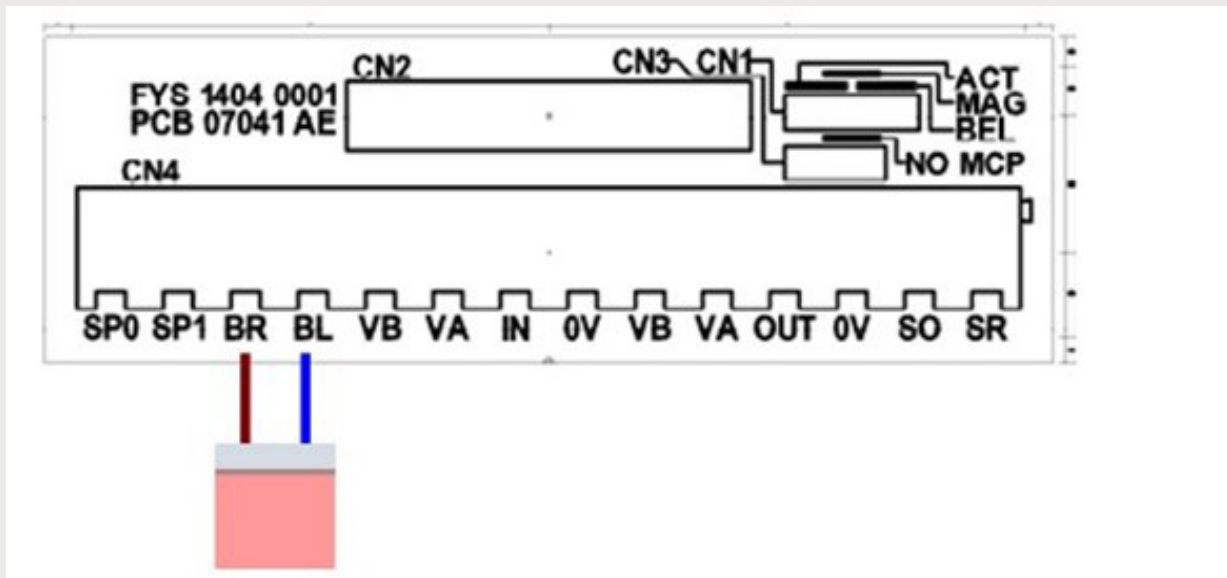 CN2
CN3 CN1
ACT
FYS 1404 0001
MAG
PCB 07041 AE
BEL
NO MCP
CN4
SP0 SP1 BR BL VB VA IN 0V VB VA OUT 0V SO SR